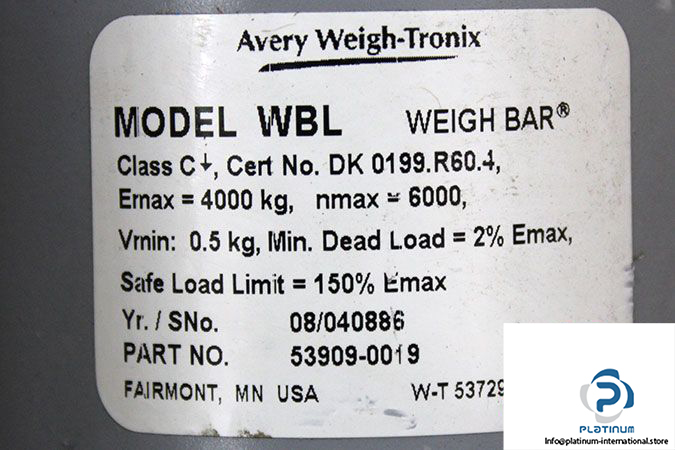 Avery Weigh-Tronix
MODEL WBL WEIGH BAR®
Class C↓, Cert No. DK 0199.R60.4,
Emax = 4000 kg, nmax = 6000,
Vmin: 0.5 kg, Min. Dead Load = 2% Emax,
Safe Load Limit = 150% Emax
Yr. / SNo. 08/040886
PART NO. 53909-0019
FAIRMONT, MN USA W-T 53729
PLATINUM
Info@platinum-international.store